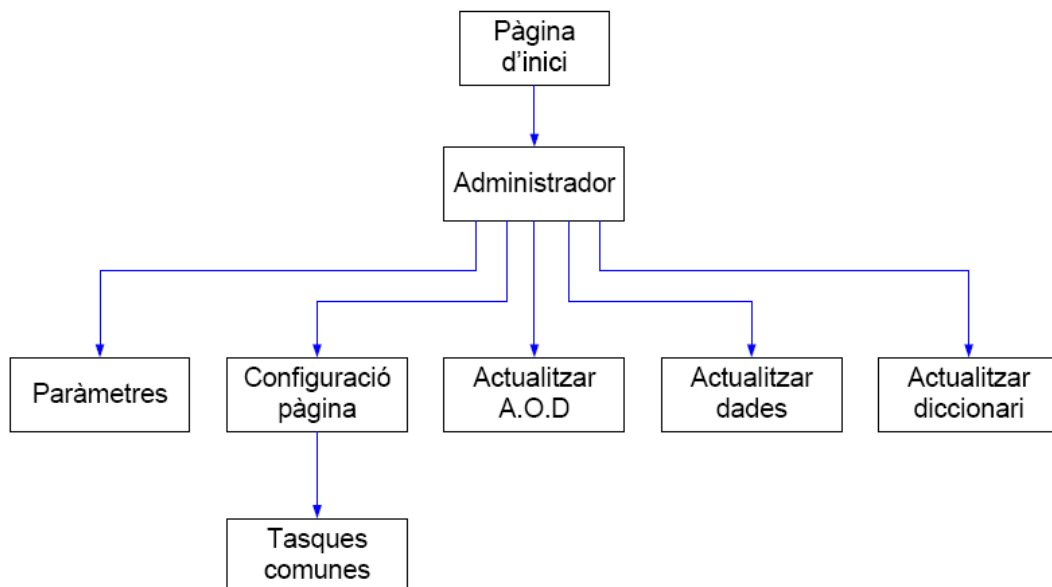 Pàgina
d’inici
Administrador
Paràmetres
Configuració
pàgina
Actualitzar
A.O.D
Actualitzar
dades
Actualitzar
diccionari
Tasques
comunes